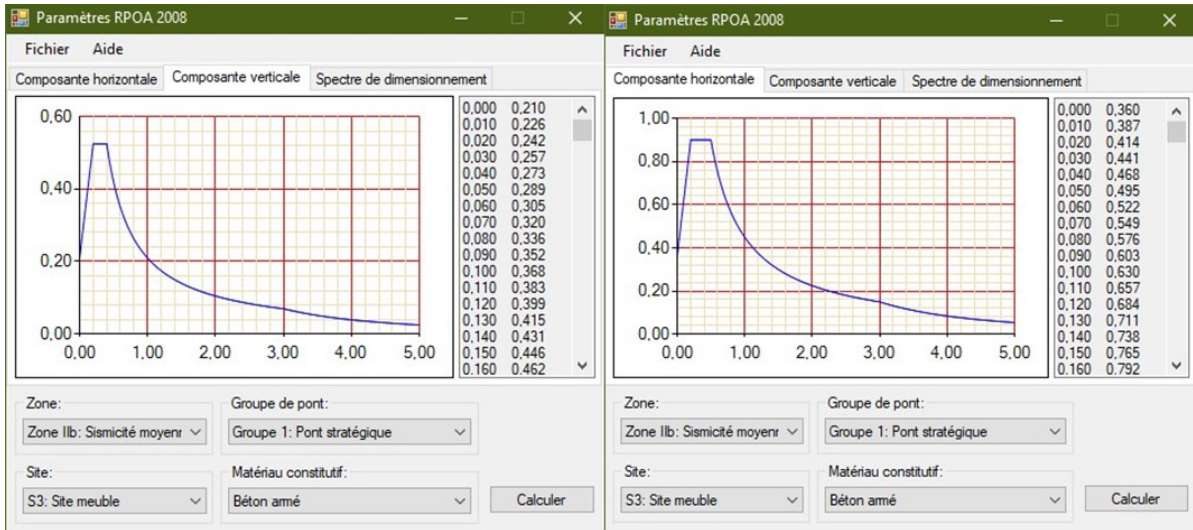 Paramètres RPOA 2008
Fichier Aide
Composante horizontale Composante verticale Spectre de dimensionnement
0.60
0.40
0.20
0.00
0.00 1.00 2.00 3.00 4.00 5.00
0,000 0,210
0,010 0,226
0,020 0,242
0,030 0,257
0,040 0,273
0,050 0,289
0,060 0,305
0,070 0,320
0,080 0,336
0,090 0,352
0,100 0,368
0,110 0,383
0,120 0,399
0,130 0,415
0,140 0,431
0,150 0,446
0,160 0,462
Zone: Groupe de pont:
Zone IIb: Sismicité moyenr Groupe 1: Pont stratégique
Site: Matériau constitutif:
S3: Site meuble Béton armé Calculer
Paramètres RPOA 2008
Fichier Aide
Composante horizontale Composante verticale Spectre de dimensionnement
1,00
0,80
0,60
0,40
0,20
0,00
0,00 1,00 2,00 3,00 4,00 5,00
0,000 0,360
0,010 0,387
0,020 0,414
0,030 0,441
0,040 0,468
0,050 0,495
0,060 0,522
0,070 0,549
0,080 0,576
0,090 0,603
0,100 0,630
0,110 0,657
0,120 0,684
0,130 0,711
0,140 0,738
0,150 0,765
0,160 0,792
Zone: Groupe de pont:
Zone IIb: Sismicité moyenr Groupe 1: Pont stratégique
Site: Matériau constitutif:
S3: Site meuble Béton armé Calculer